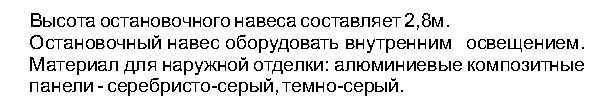 Высота остановочного навеса составляет 2,8м.
Остановочный навес оборудовать внутренним освещением.
Материал для наружной отделки: алюминиевые композитные
панели - серебристо-серый, темно-серый.